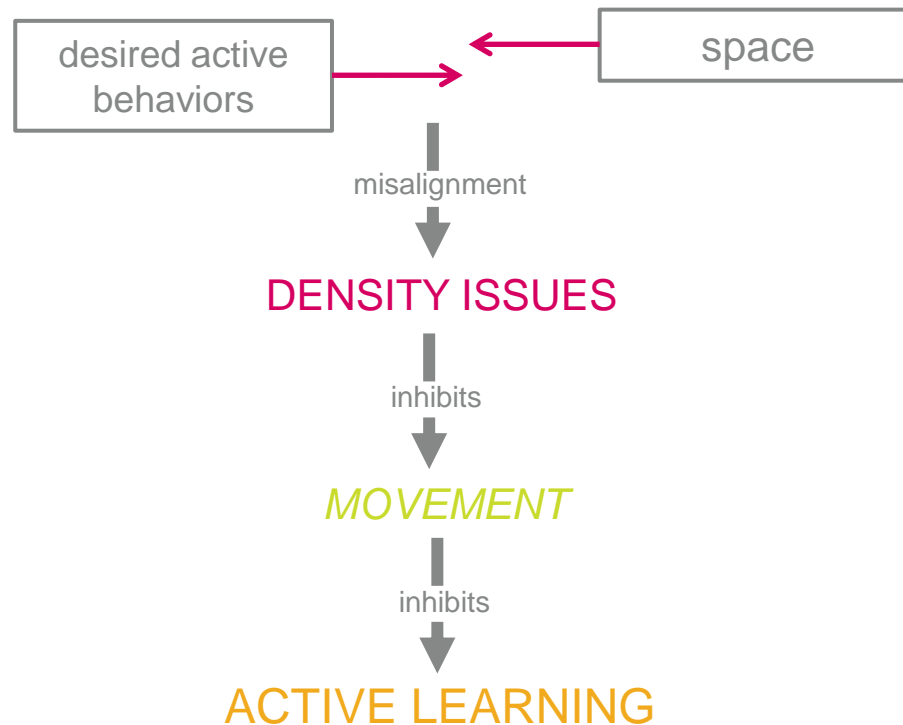 desired active
behaviors
space
misalignment
DENSITY ISSUES
inhibits
MOVEMENT
inhibits
ACTIVE LEARNING